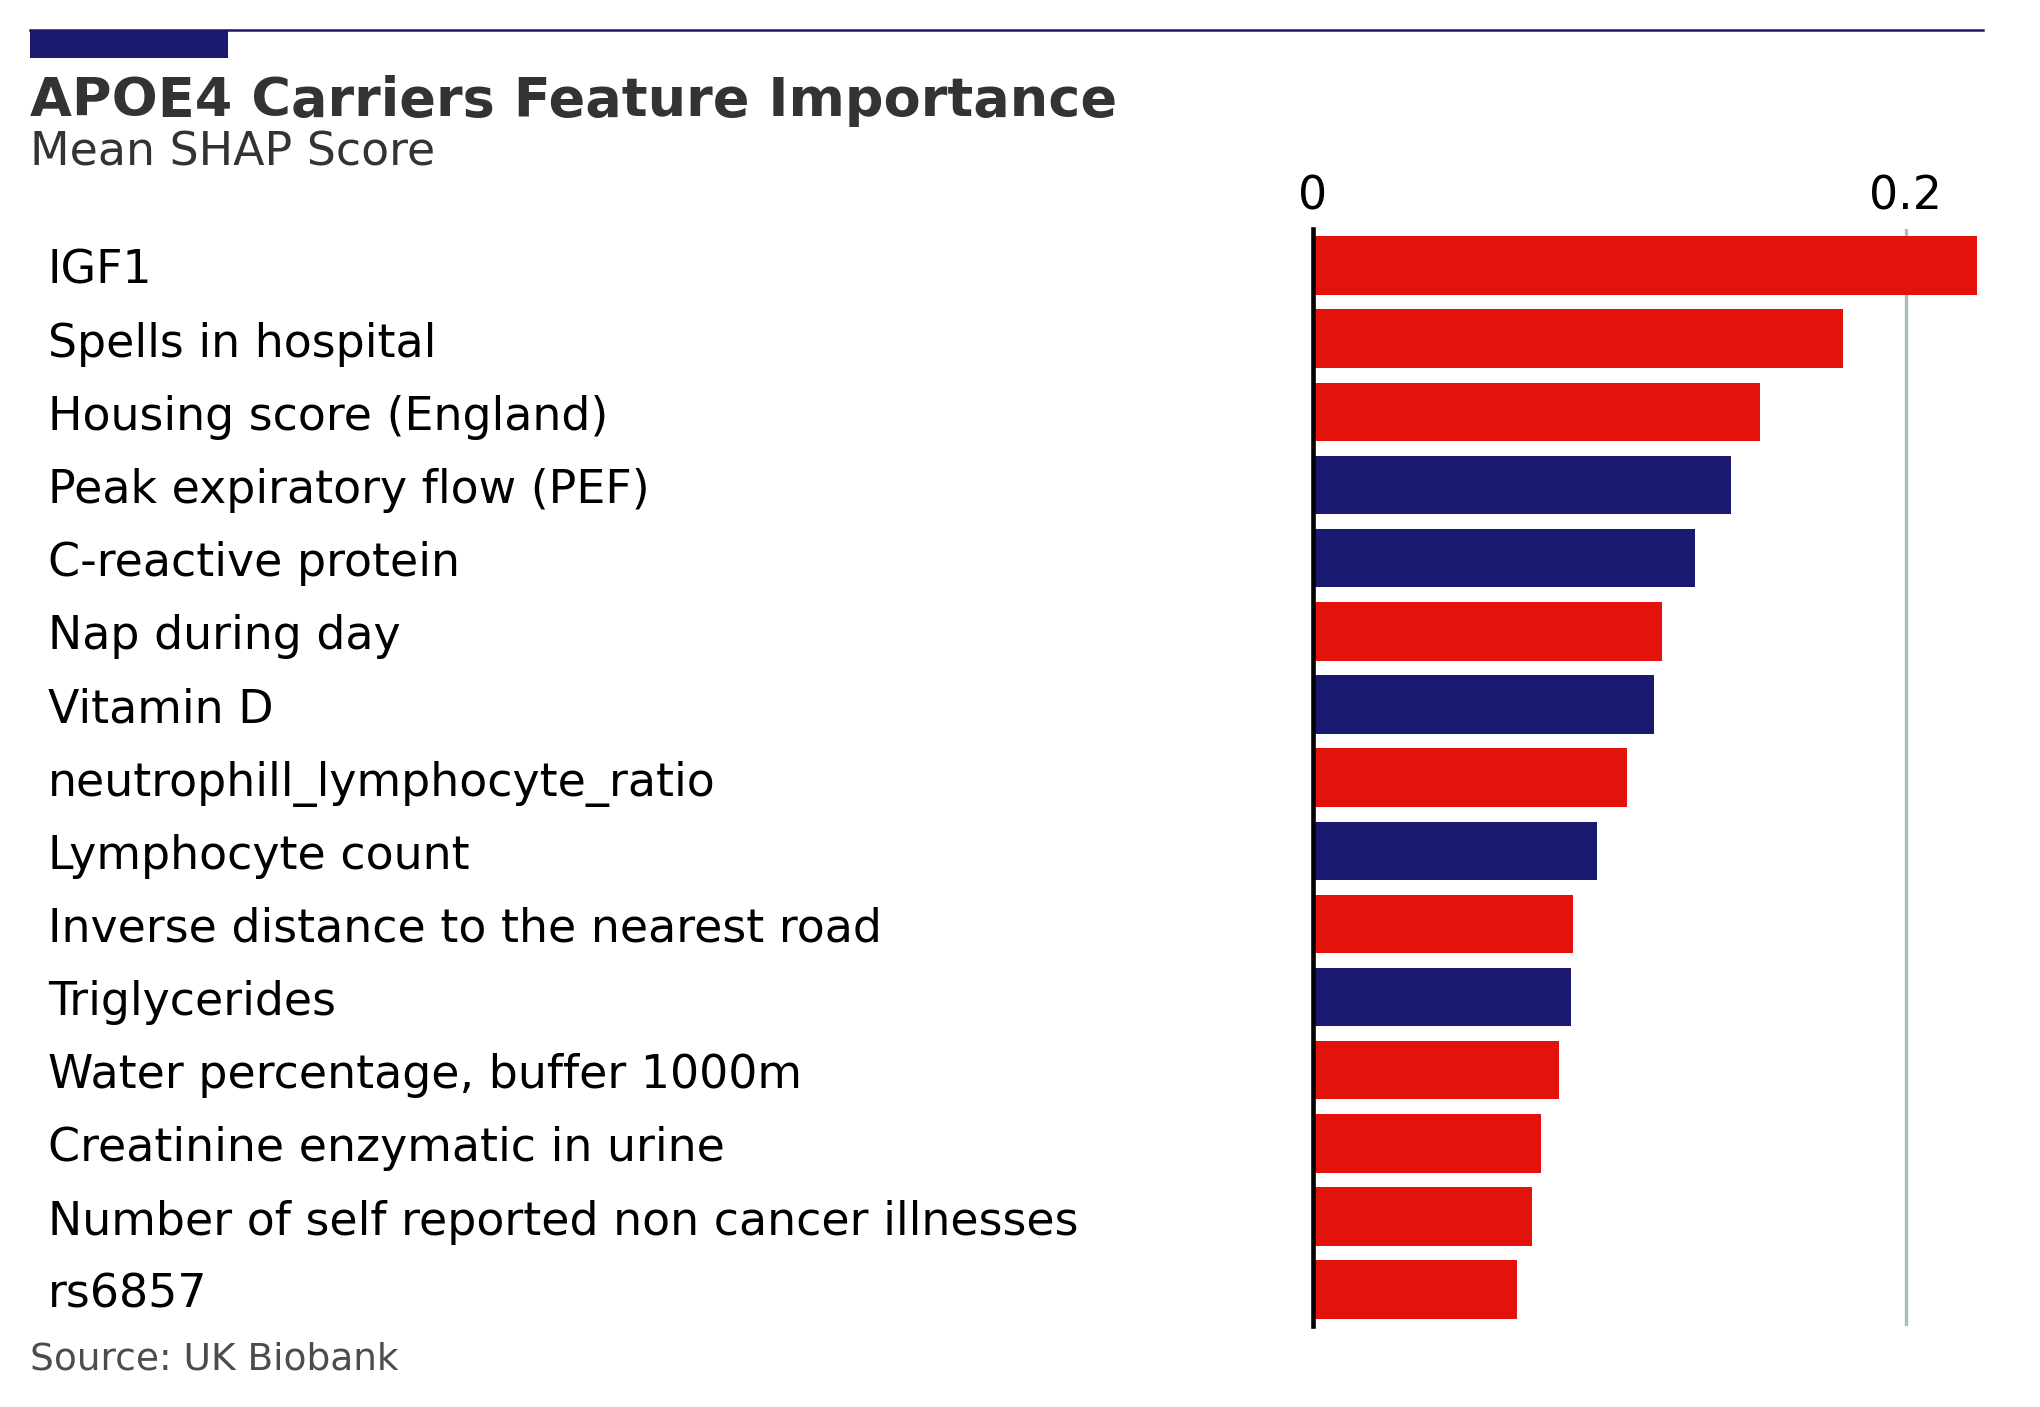 APOE4 Carriers Feature Importance
Mean SHAP Score
0 0.2
IGF1
Spells in hospital
Housing score (England)
Peak expiratory flow (PEF)
C-reactive protein
Nap during day
Vitamin D
neutrophill_lymphocyte_ratio
Lymphocyte count
Inverse distance to the nearest road
Triglycerides
Water percentage, buffer 1000m
Creatinine enzymatic in urine
Number of self reported non cancer illnesses
rs6857
Source: UK Biobank